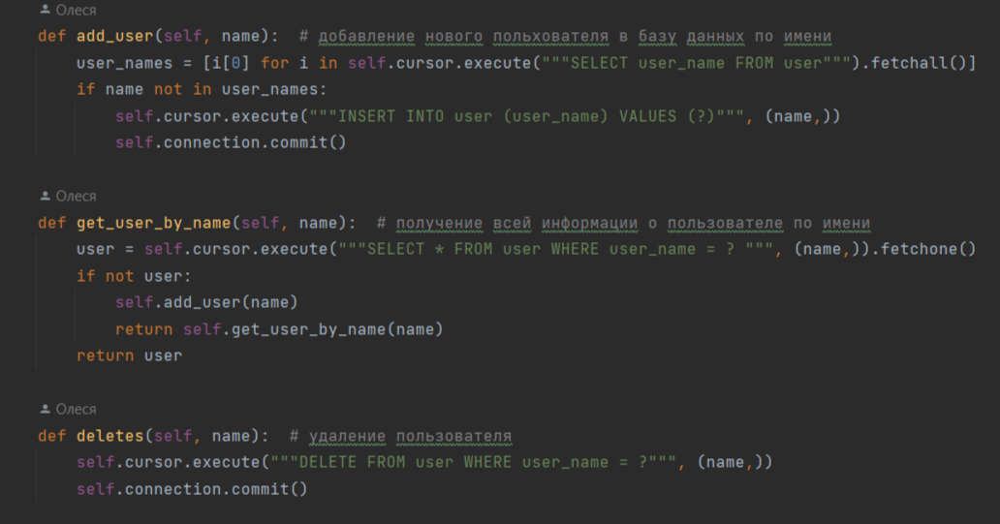 Олеся
def add_user(self, name):  # добавление нового польхователя в базу данных по имени
    user_names = [i[0] for i in self.cursor.execute("""SELECT user_name FROM user""").fetchall()]
    if name not in user_names:
        self.cursor.execute("""INSERT INTO user (user_name) VALUES (?)""", (name,))
        self.connection.commit()
Олеся
def get_user_by_name(self, name):  # получение всей информации о пользователе по имени
    user = self.cursor.execute("""SELECT * FROM user WHERE user_name = ? """, (name,)).fetchone()
    if not user:
        self.add_user(name)
        return self.get_user_by_name(name)
    return user
Олеся
def deletes(self, name):  # удаление пользователя
    self.cursor.execute("""DELETE FROM user WHERE user_name = ?""", (name,))
    self.connection.commit()